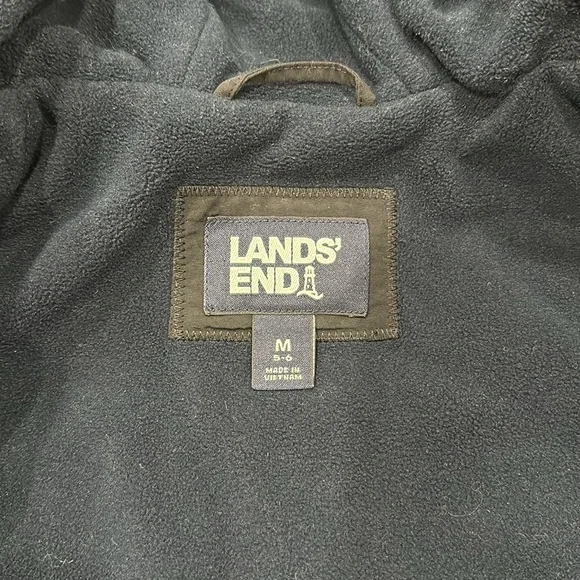 LANDS'
END
M
5-6
MADE IN
VIETNAM